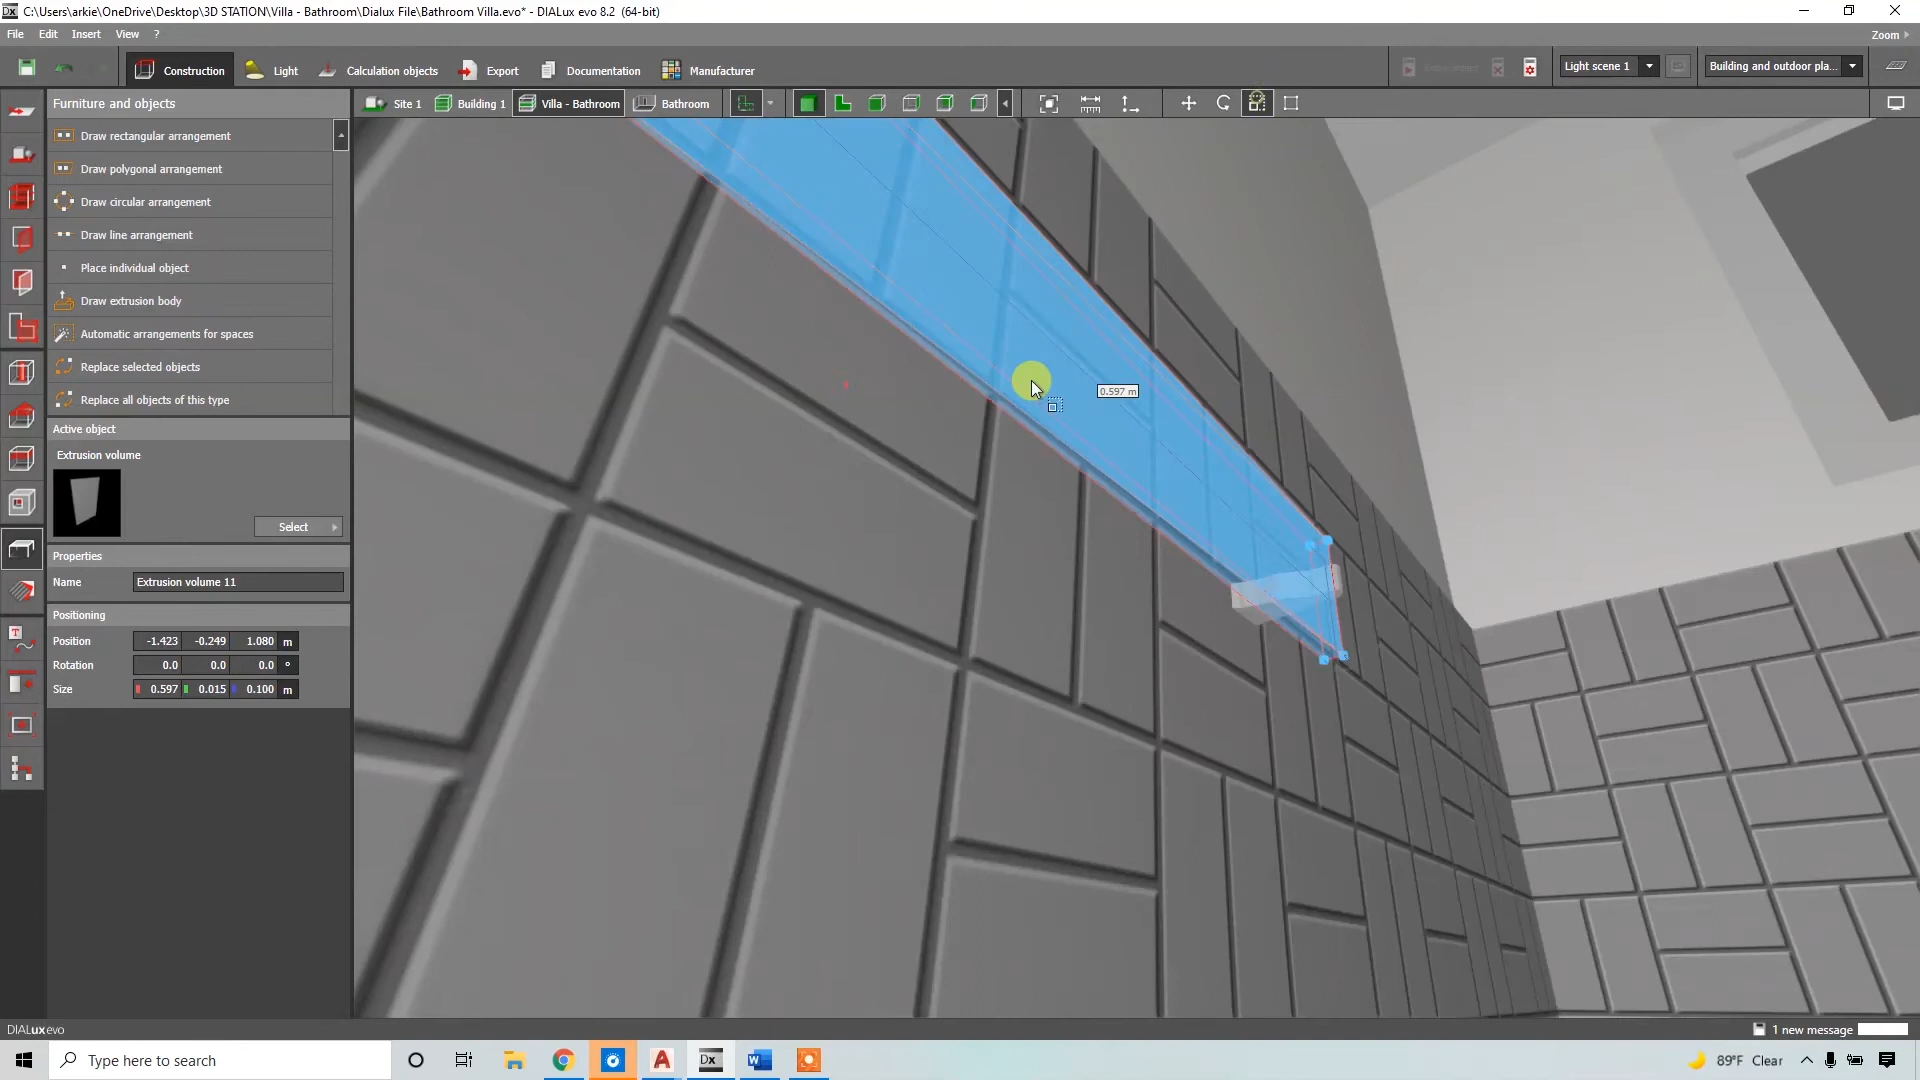 Dx C:\Users\arkie\OneDrive\Desktop\3D STATION\Villa - Bathroom\Dialux File\Bathroom Villa.evo* - DIALux evo 8.2 (64-bit)
File Edit Insert View ? Zoom
Construction Light Calculation objects Export Documentation Manufacturer Light scene 1 Building and outdoor pla...
Furniture and objects Site 1 Building 1 Villa - Bathroom Bathroom
Draw rectangular arrangement
Draw polygonal arrangement
Draw circular arrangement
Draw line arrangement
Place individual object
Draw extrusion body
Automatic arrangements for spaces
Replace selected objects
Replace all objects of this type
0.597 m
Active object
Extrusion volume
Select
Properties
Name Extrusion volume 11
Positioning
Position -1.423 -0.249 1.080 m
Rotation 0.0 0.0 0.0 °
Size 0.597 0.015 0.100 m
DIALux evo 1 new message
Type here to search Dx 89°F Clear